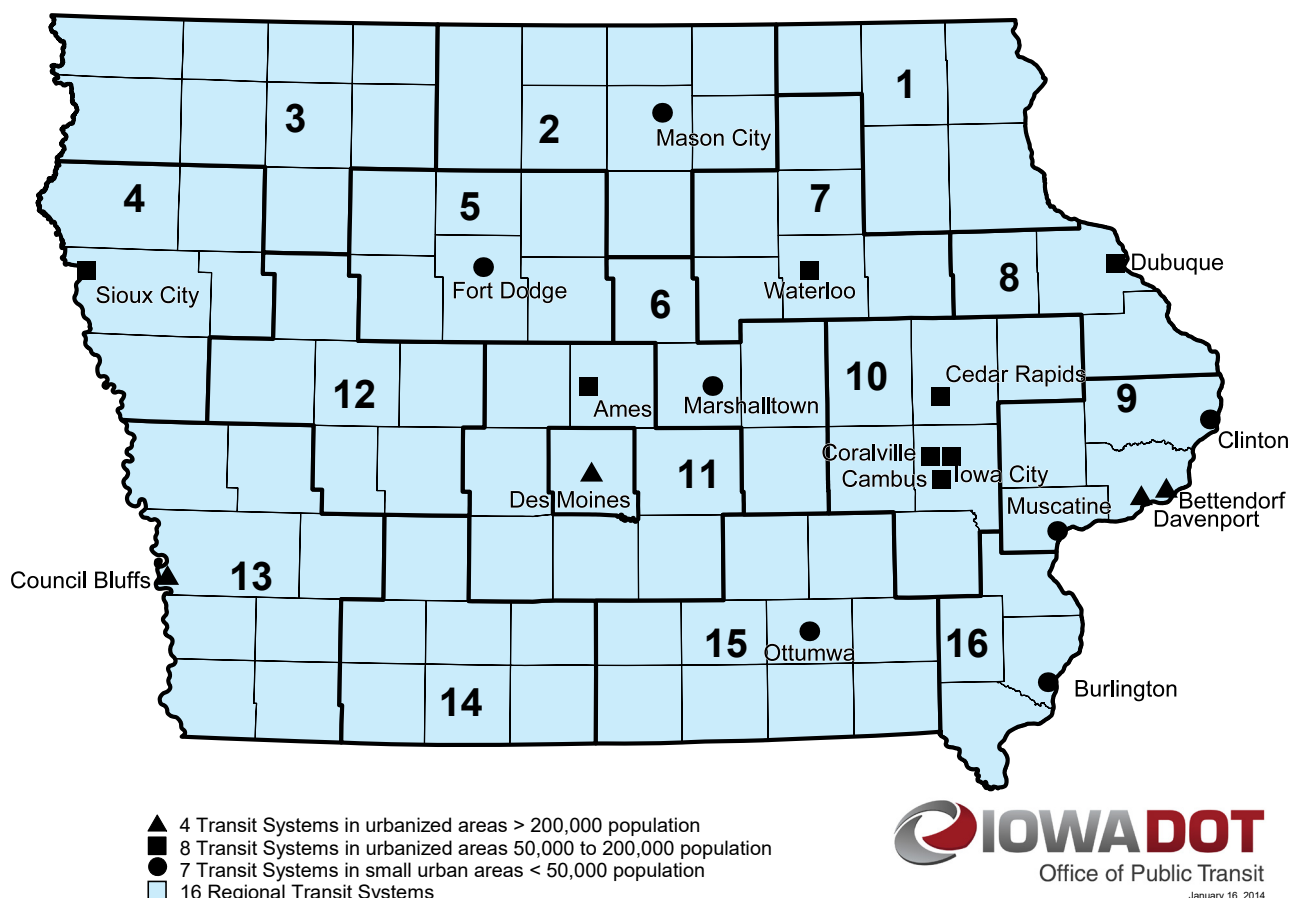 1
3
2
Mason City
4
5
7
Fort Dodge
Sioux City
6
Waterloo
8
Dubuque
12
Ames
Marshalltown
10
Cedar Rapids
9
Clinton
Des Moines
11
Coralville
Iowa City
Cambus
Muscatine
Bettendorf
Davenport
Council Bluffs
13
15
Ottumwa
16
14
Burlington
4 Transit Systems in urbanized areas > 200,000 population
8 Transit Systems in urbanized areas 50,000 to 200,000 population
7 Transit Systems in small urban areas < 50,000 population
16 Regional Transit Systems
IOWADOT
Office of Public Transit
January 16, 2014